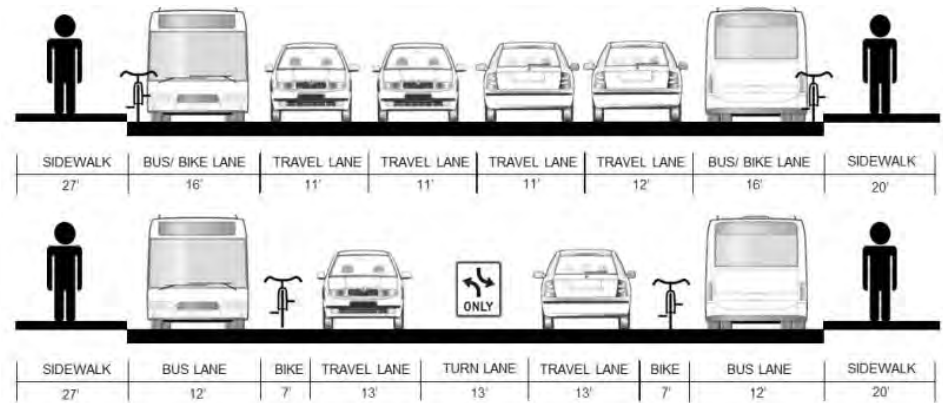 SIDEWALK BUS/ BIKE LANE TRAVEL LANE TRAVEL LANE TRAVEL LANE TRAVEL LANE BUS/ BIKE LANE SIDEWALK
27' 16' 11' 11' 11' 12' 16' 20'
ONLY
SIDEWALK BUS LANE BIKE TRAVEL LANE TURN LANE TRAVEL LANE BIKE BUS LANE SIDEWALK
27' 12' 7' 13' 13' 13' 7' 12' 20'